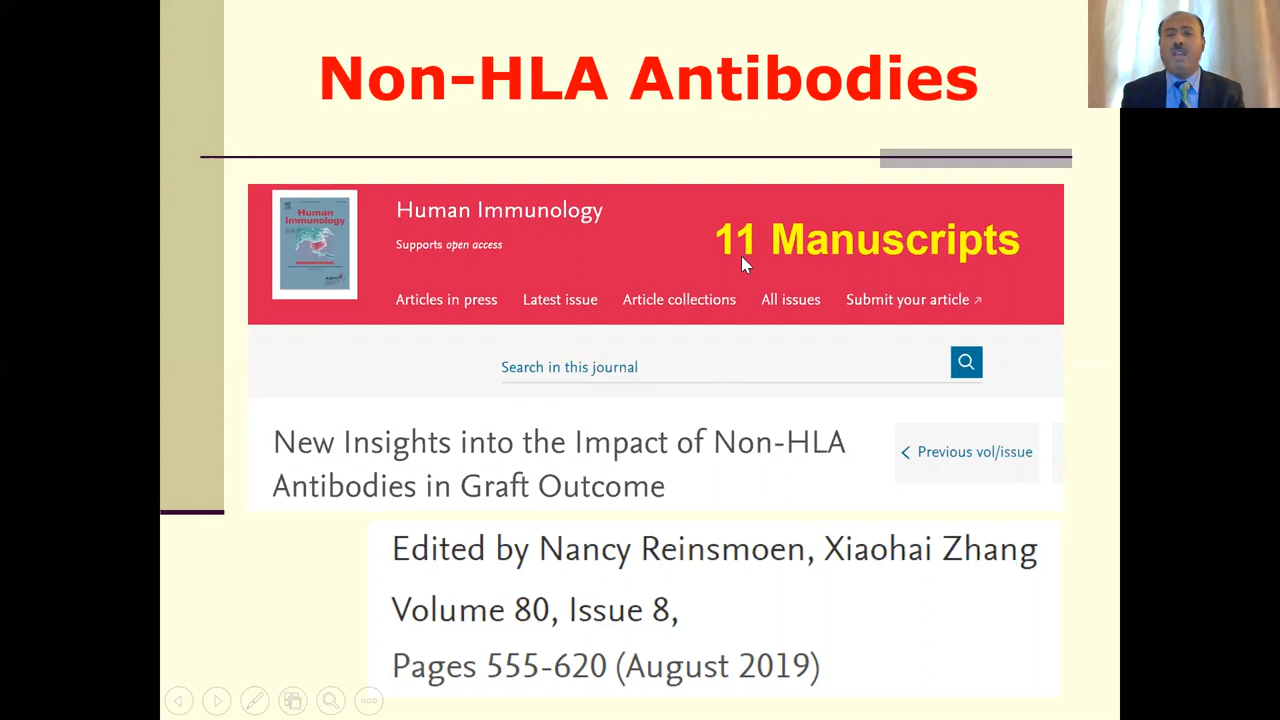 Non-HLA Antibodies
Human Immunology
Human Immunology
Supports open access
11 Manuscripts
Articles in press
Latest issue
Article collections
All issues
Submit your article ↗
Search in this journal
New Insights into the Impact of Non-HLA
Antibodies in Graft Outcome
Previous vol/issue
Edited by Nancy Reinsmoen, Xiaohai Zhang
Volume 80, Issue 8,
Pages 555-620 (August 2019)